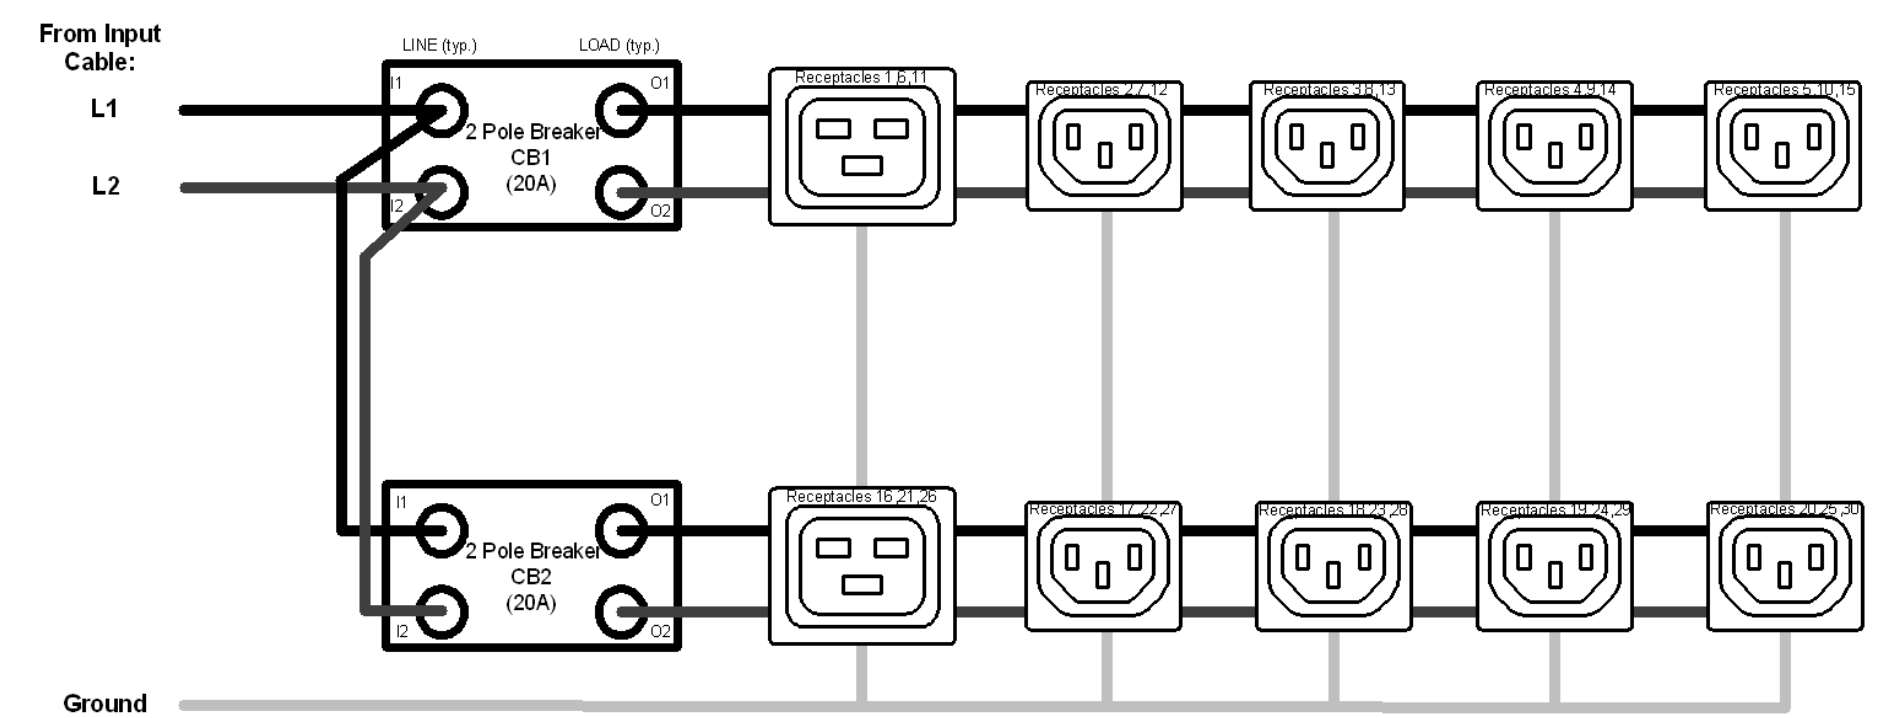 From Input
Cable:
LINE (typ.)
LOAD (typ.)
L1
L2
I1
O1
2 Pole Breaker
CB1
(20A)
I2
O2
Receptacles 1,6,11
Receptacles 2,7,12
Receptacles 3,8,13
Receptacles 4,9,14
Receptacles 5,10,15
I1
O1
2 Pole Breaker
CB2
(20A)
I2
O2
Receptacles 16,21,26
Receptacles 17,22,27
Receptacles 18,23,28
Receptacles 19,24,29
Receptacles 20,25,30
Ground